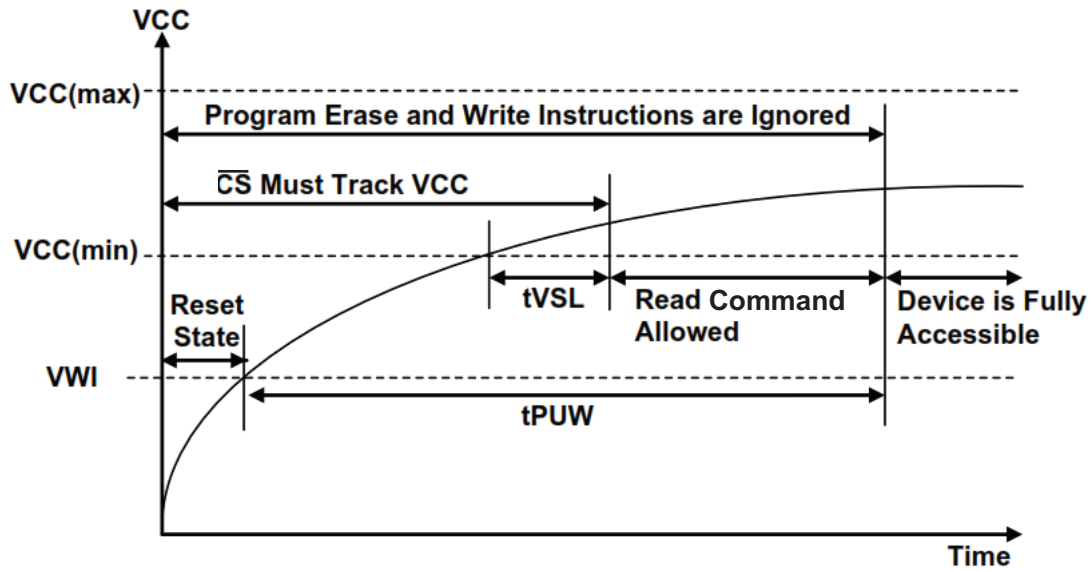 VCC
VCC(max)
Program Erase and Write Instructions are Ignored
C̅S̅ Must Track VCC
VCC(min)
Reset
State
tVSL
Read Command
Allowed
Device is Fully
Accessible
VWI
tPUW
Time